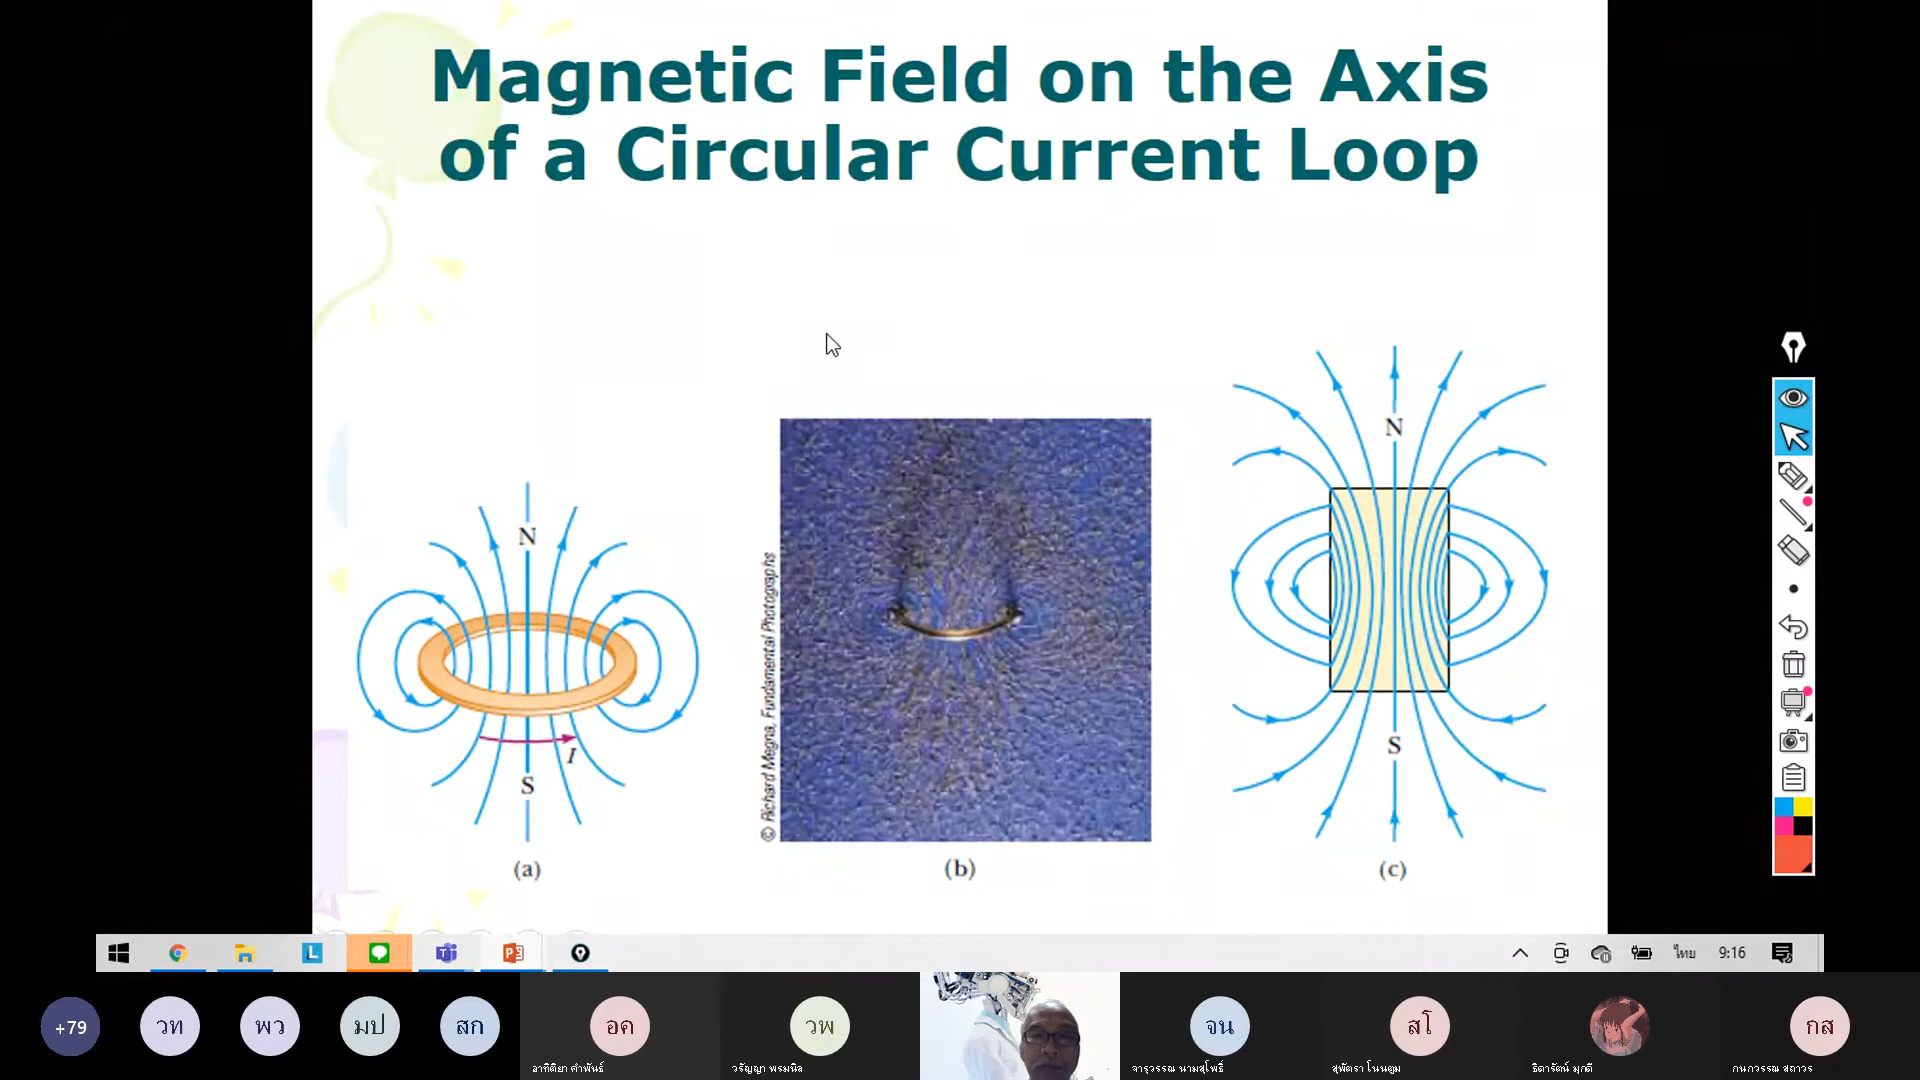 Magnetic Field on the Axis
of a Circular Current Loop
N
I
S
(a)
© Richard Megna, Fundamental Photographs
(b)
N
S
(c)
ไทย
9:16
+79
วท
พว
มป
สก
อค
อาทิติยา คำพันธ์
วพ
วรัญญา พรมนิล
จน
จารุวรรณ นามสุโพธิ์
สโ
สุพัตรา โนนตูม
ธิดารัตน์ มุกดี
กส
กนกวรรณ สถาวร